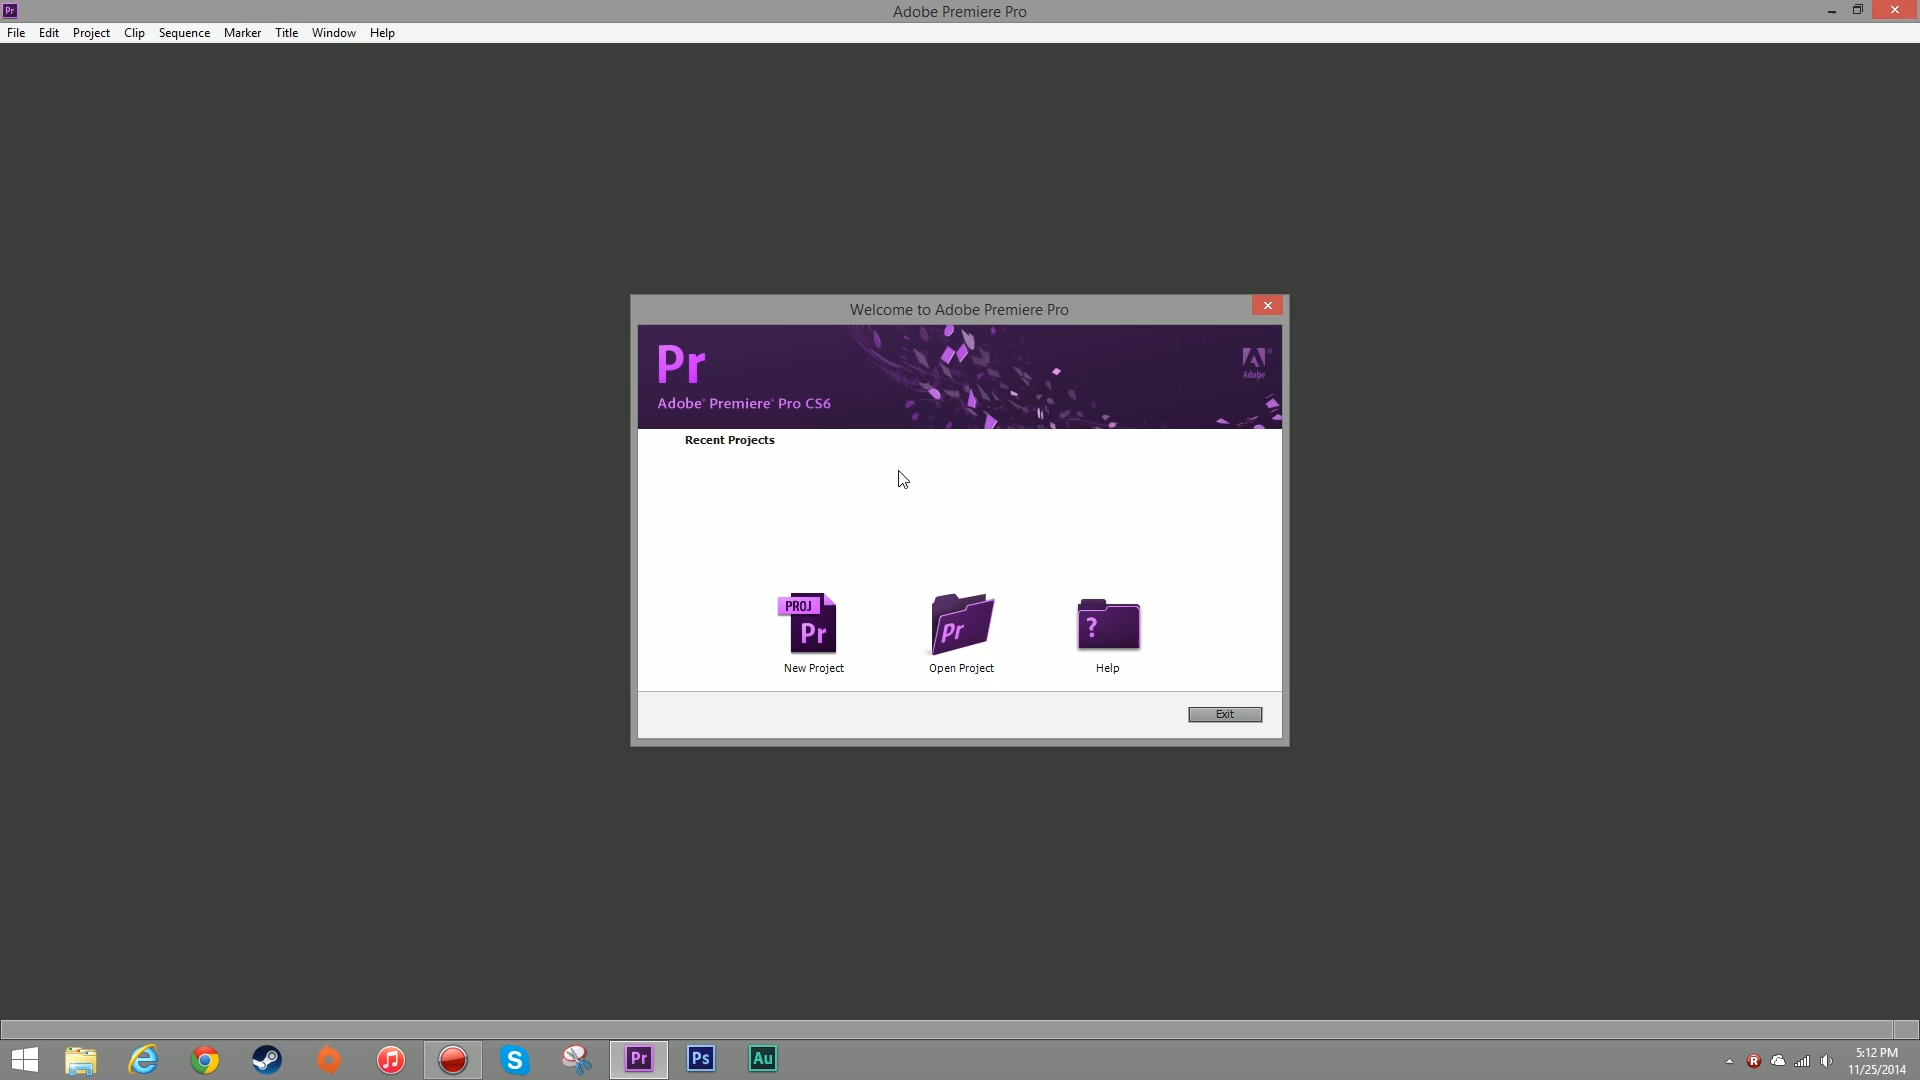 Pr
Adobe Premiere Pro
File Edit Project Clip Sequence Marker Title Window Help
Welcome to Adobe Premiere Pro
Pr
Adobe
Adobe® Premiere® Pro CS6
Recent Projects
PROJ
Pr
Pr
?
New Project
Open Project
Help
Exit
S
Pr
Ps
Au
R
5:12 PM
11/25/2014